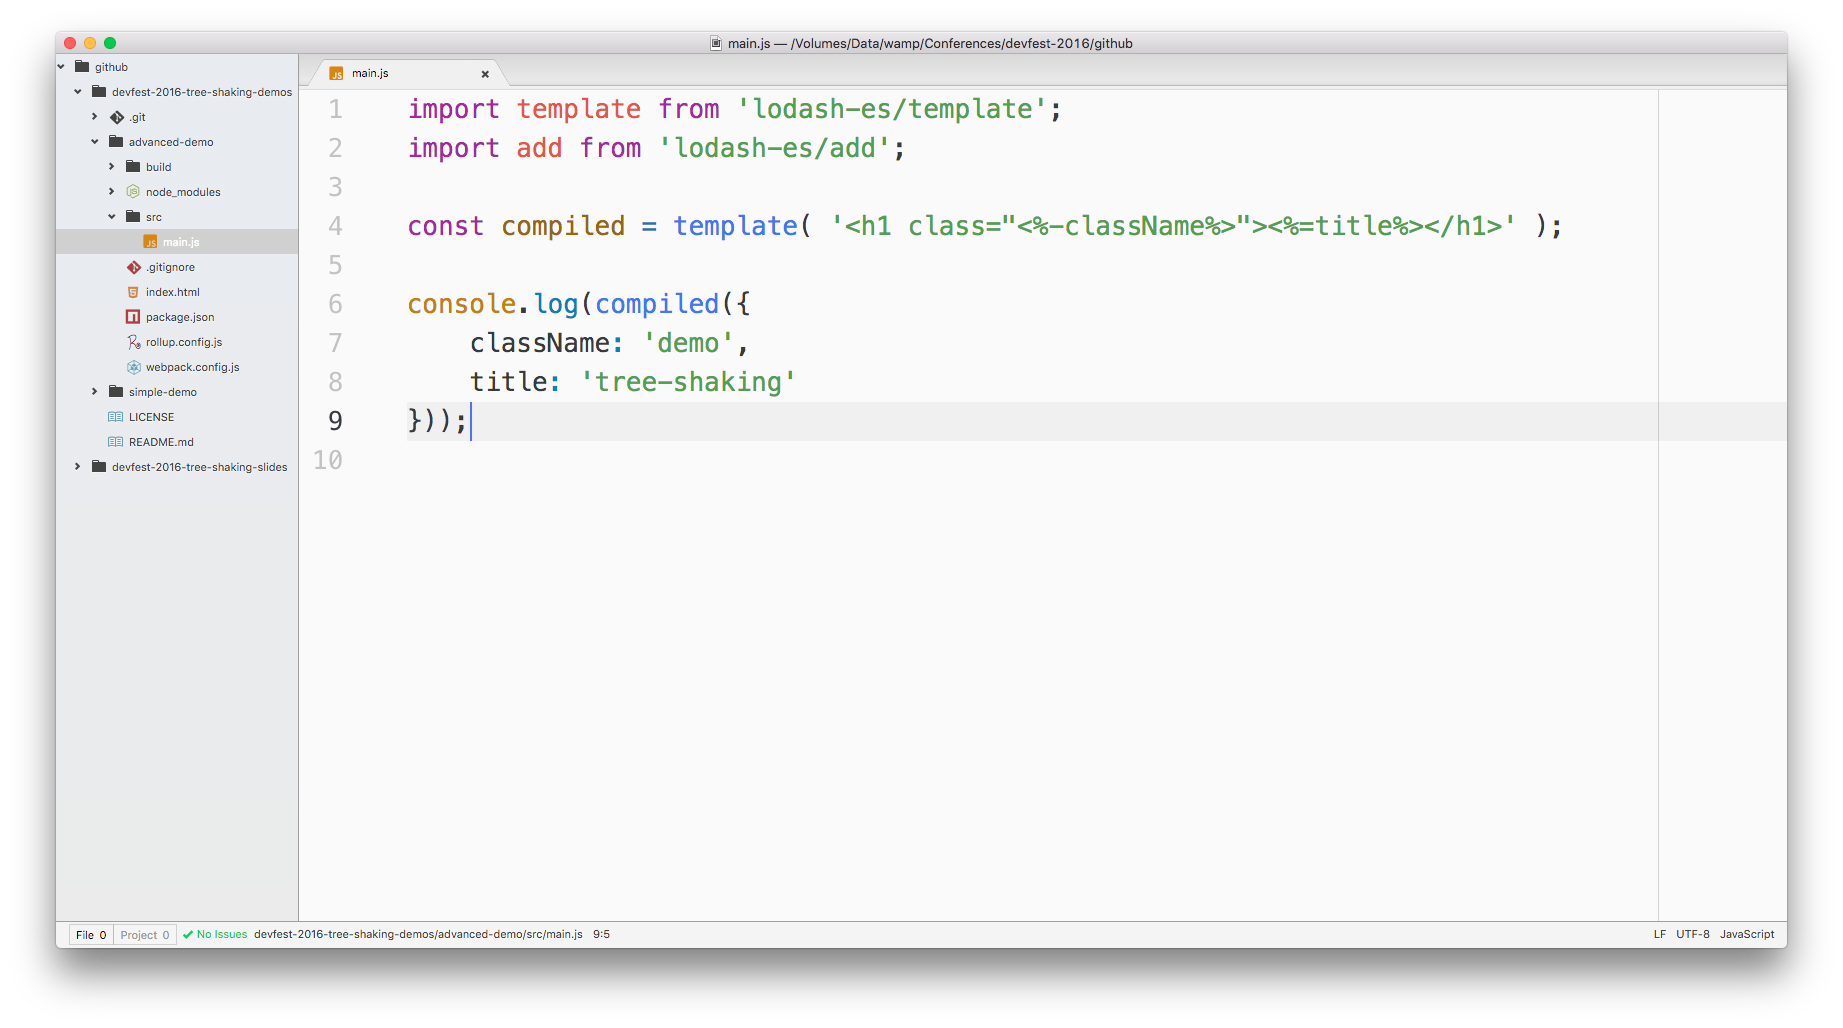 main.js — /Volumes/Data/wamp/Conferences/devfest-2016/github
github
devfest-2016-tree-shaking-demos
.git
advanced-demo
build
node_modules
src
main.js
.gitignore
index.html
package.json
rollup.config.js
webpack.config.js
simple-demo
LICENSE
README.md
devfest-2016-tree-shaking-slides
main.js
1 import template from 'lodash-es/template';
2 import add from 'lodash-es/add';
3
4 const compiled = template( '<h1 class="<%-className%>"><%=title%></h1>' );
5
6 console.log(compiled({
7     className: 'demo',
8     title: 'tree-shaking'
9 }));
10
File 0 Project 0 No Issues devfest-2016-tree-shaking-demos/advanced-demo/src/main.js 9:5 LF UTF-8 JavaScript